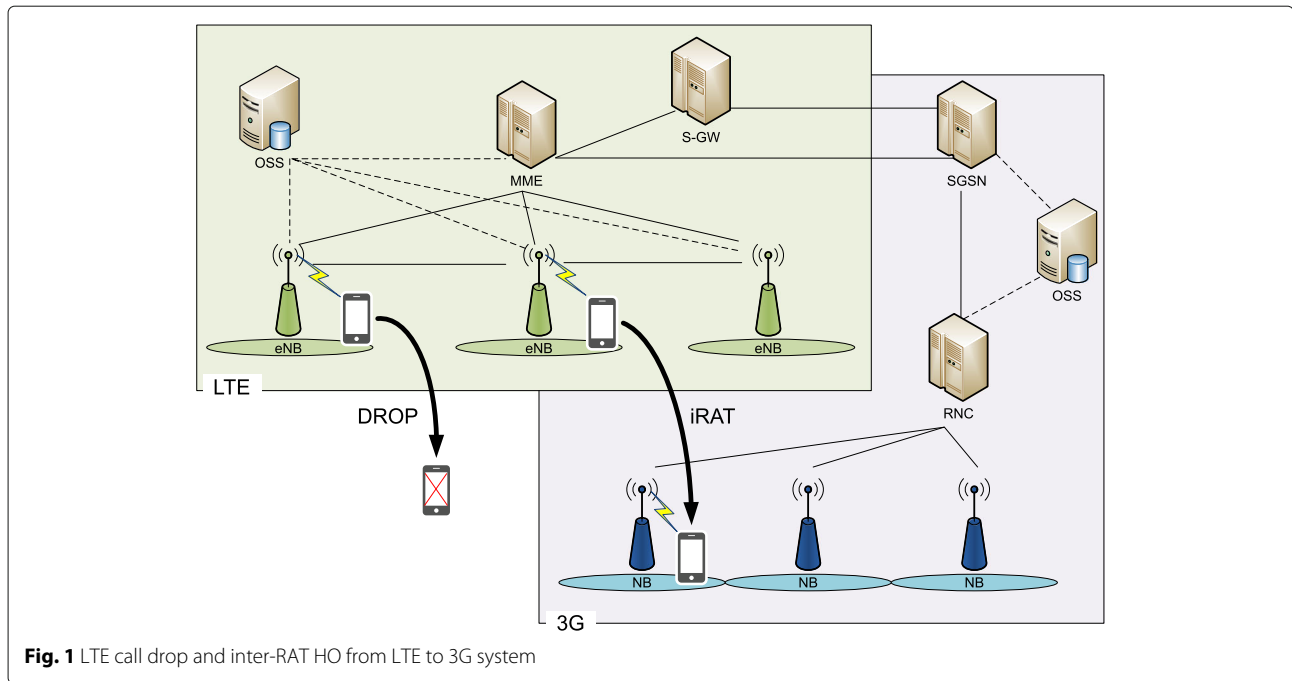 S-GW
OSS
MME
SGSN
OSS
eNB
eNB
eNB
LTE
DROP
iRAT
RNC
NB
NB
NB
3G
Fig. 1 LTE call drop and inter-RAT HO from LTE to 3G system